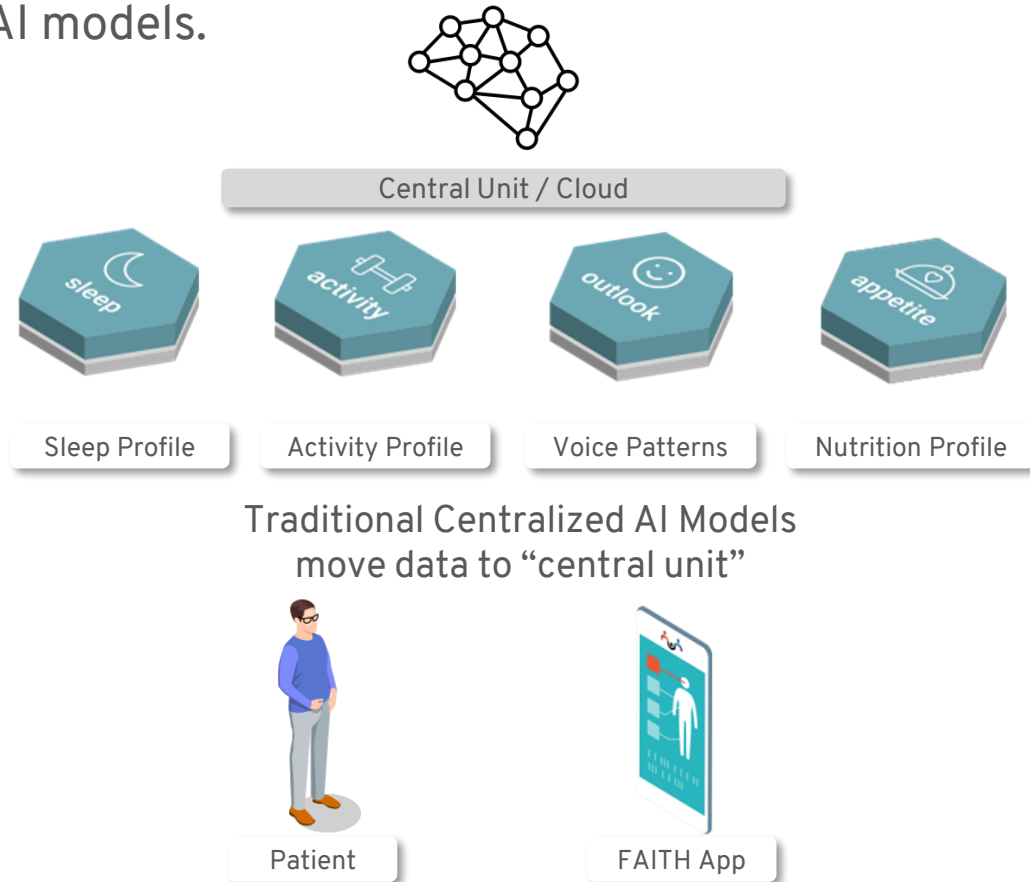 AI models.
Central Unit / Cloud
sleep
activity
outlook
appetite
Sleep Profile
Activity Profile
Voice Patterns
Nutrition Profile
Traditional Centralized AI Models
move data to “central unit”
Patient
FAITH App